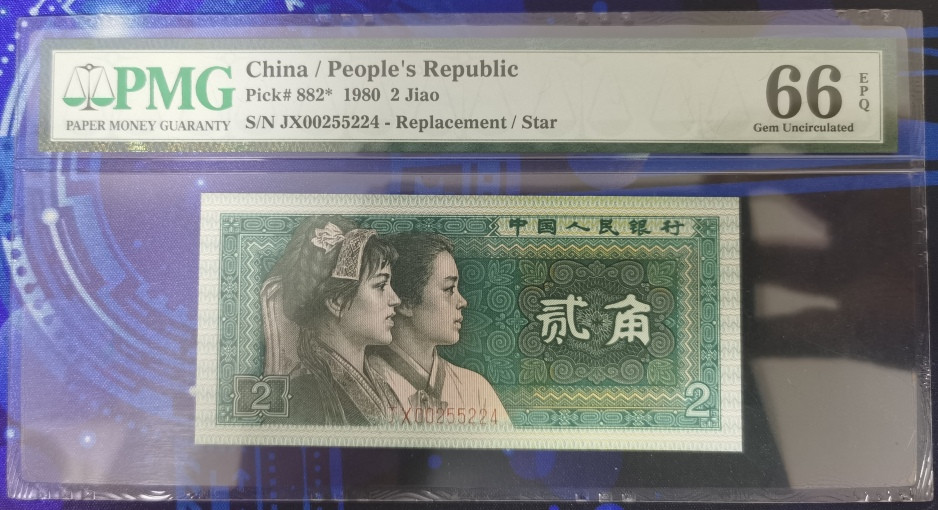 PMG
PAPER MONEY GUARANTY
China / People's Republic
Pick# 882* 1980 2 Jiao
S/N JX00255224 - Replacement / Star
66
EPQ
Gem Uncirculated
中国人民银行
贰角
2
2
JX00255224